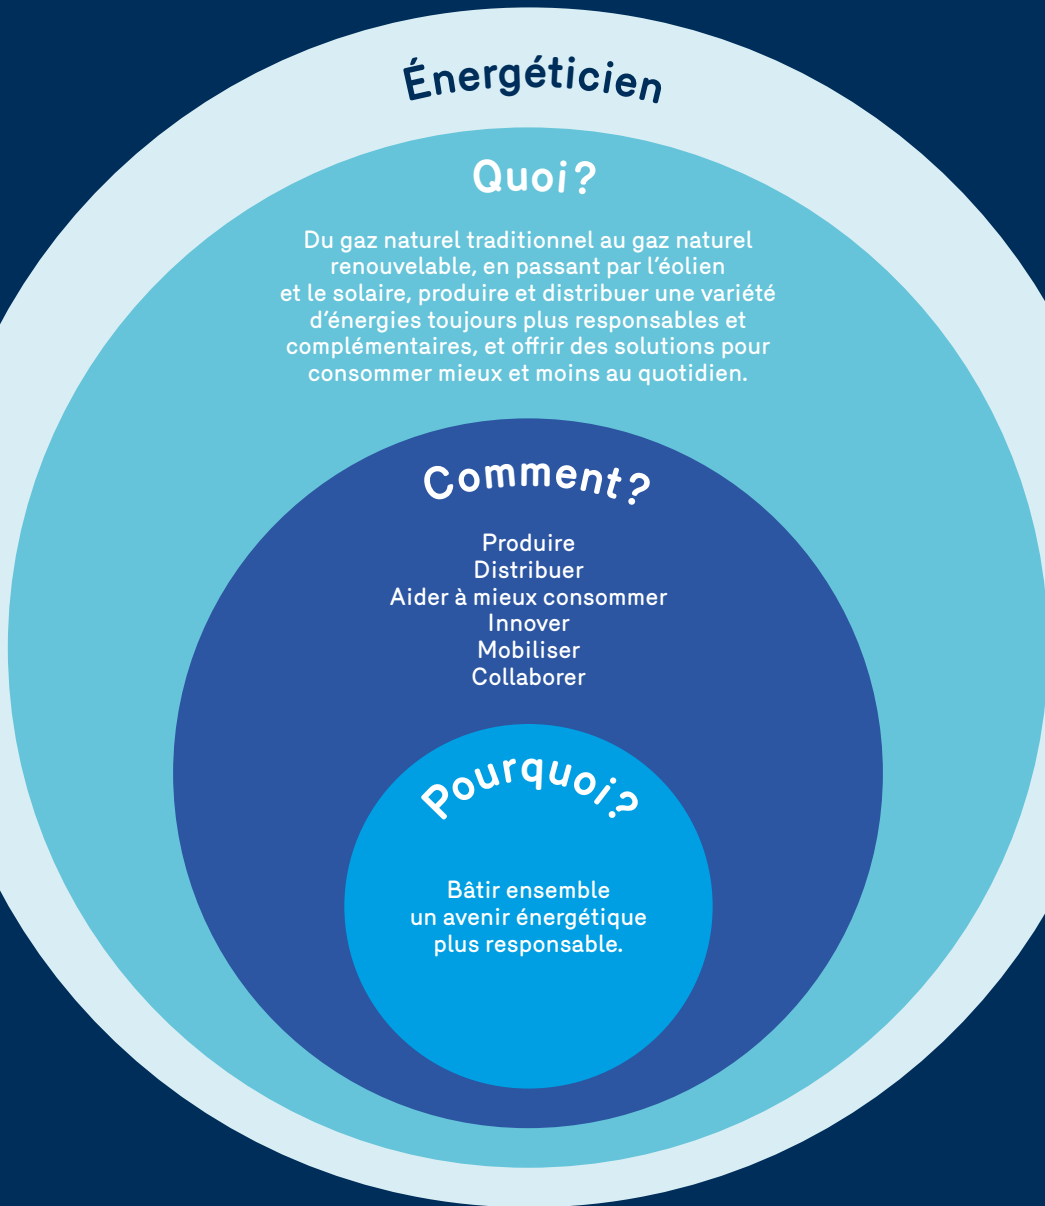 Énergéticien
Quoi?
Du gaz naturel traditionnel au gaz naturel
renouvelable, en passant par l’éolien
et le solaire, produire et distribuer une variété
d’énergies toujours plus responsables et
complémentaires, et offrir des solutions pour
consommer mieux et moins au quotidien.
Comment?
Produire
Distribuer
Aider à mieux consommer
Innover
Mobiliser
Collaborer
Pourquoi?
Bâtir ensemble
un avenir énergétique
plus responsable.